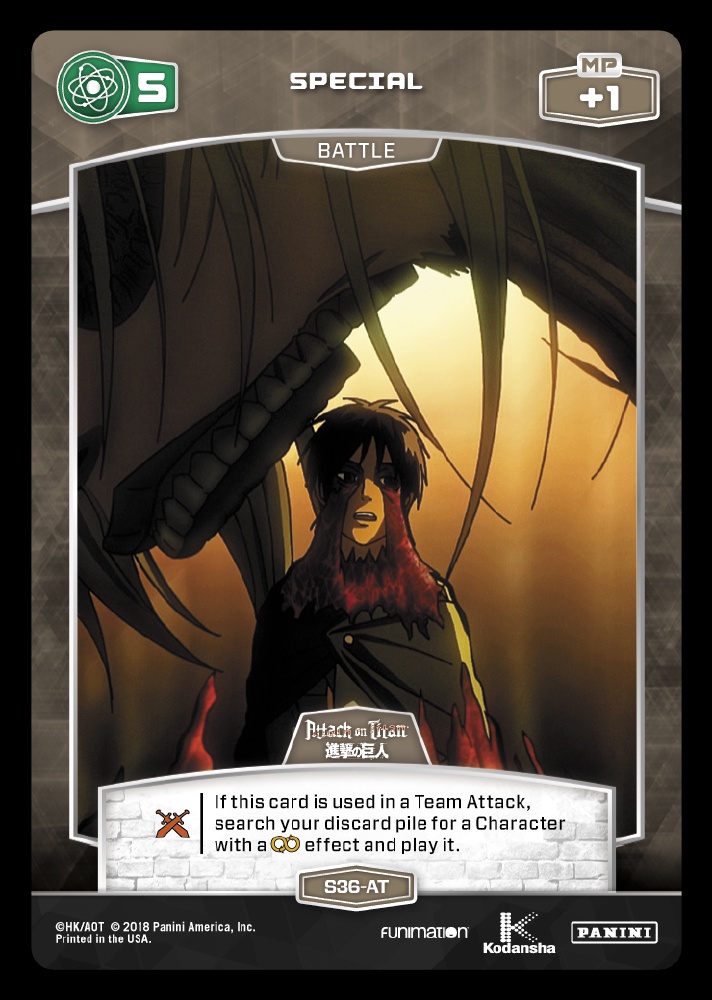 5
SPECIAL
MP
+1
BATTLE
Attack on Titan
進撃の巨人
If this card is used in a Team Attack,
search your discard pile for a Character
with a effect and play it.
S36-AT
©HK/AOT © 2018 Panini America, Inc.
Printed in the USA.
FUNIMATION
K
Kodansha
PANINI